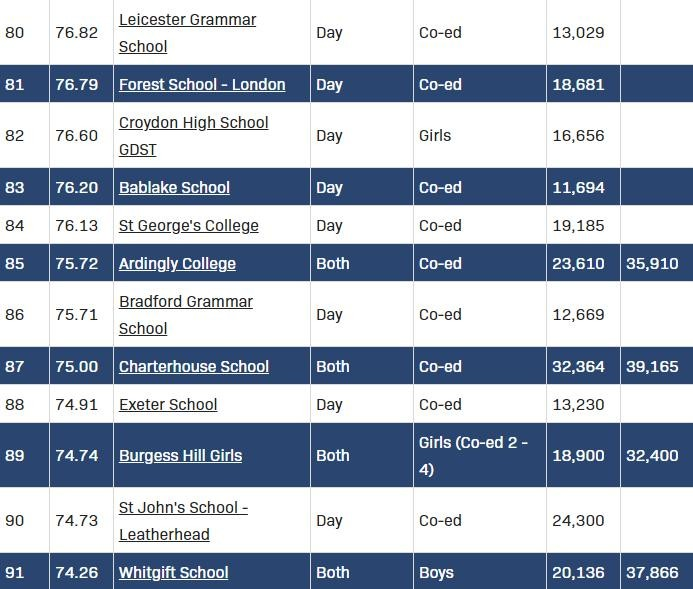 80 76.82 Leicester Grammar School Day Co-ed 13,029
81 76.79 Forest School - London Day Co-ed 18,681
82 76.60 Croydon High School GDST Day Girls 16,656
83 76.20 Bablake School Day Co-ed 11,694
84 76.13 St George's College Day Co-ed 19,185
85 75.72 Ardingly College Both Co-ed 23,610 35,910
86 75.71 Bradford Grammar School Day Co-ed 12,669
87 75.00 Charterhouse School Both Co-ed 32,364 39,165
88 74.91 Exeter School Day Co-ed 13,230
89 74.74 Burgess Hill Girls Both Girls (Co-ed 2 - 4) 18,900 32,400
90 74.73 St John's School - Leatherhead Day Co-ed 24,300
91 74.26 Whitgift School Both Boys 20,136 37,866